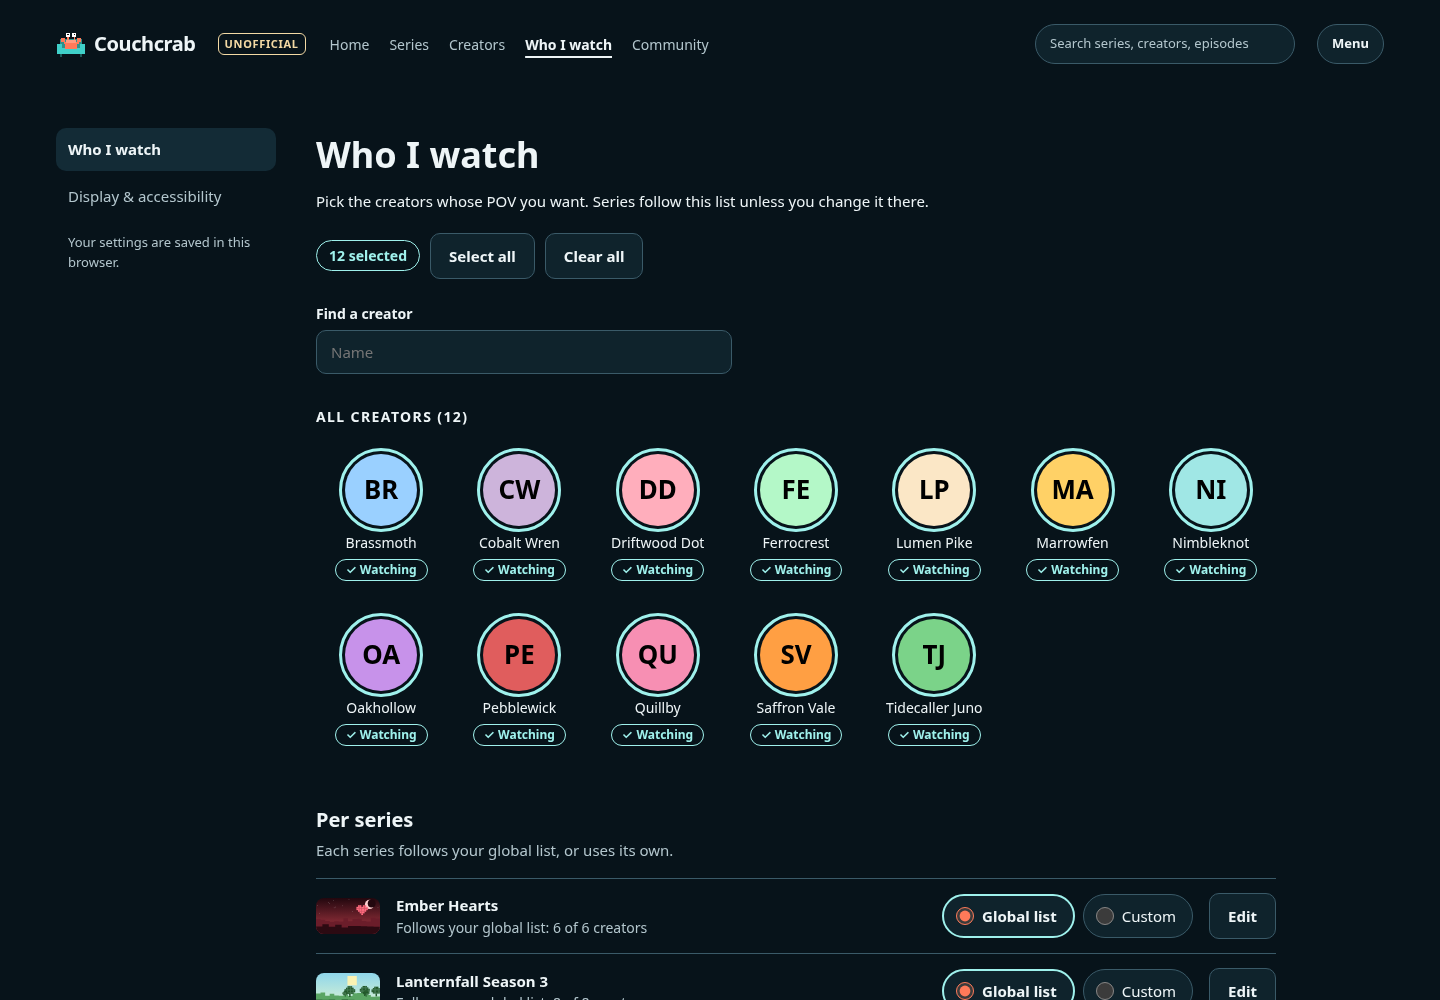 Couchcrab
UNOFFICIAL
Home
Series
Creators
Who I watch
Community
Search series, creators, episodes
Menu
Who I watch
Display & accessibility
Your settings are saved in this
browser.
Who I watch
Pick the creators whose POV you want. Series follow this list unless you change it there.
12 selected
Select all
Clear all
Find a creator
Name
ALL CREATORS (12)
BR
CW
DD
FE
LP
MA
NI
Brassmoth
Cobalt Wren
Driftwood Dot
Ferrocrest
Lumen Pike
Marrowfen
Nimbleknot
✓ Watching
✓ Watching
✓ Watching
✓ Watching
✓ Watching
✓ Watching
✓ Watching
OA
PE
QU
SV
TJ
Oakhollow
Pebblewick
Quillby
Saffron Vale
Tidecaller Juno
✓ Watching
✓ Watching
✓ Watching
✓ Watching
✓ Watching
Per series
Each series follows your global list, or uses its own.
Ember Hearts
Follows your global list: 6 of 6 creators
Global list
Custom
Edit
Lanternfall Season 3
Global list
Custom
Edit